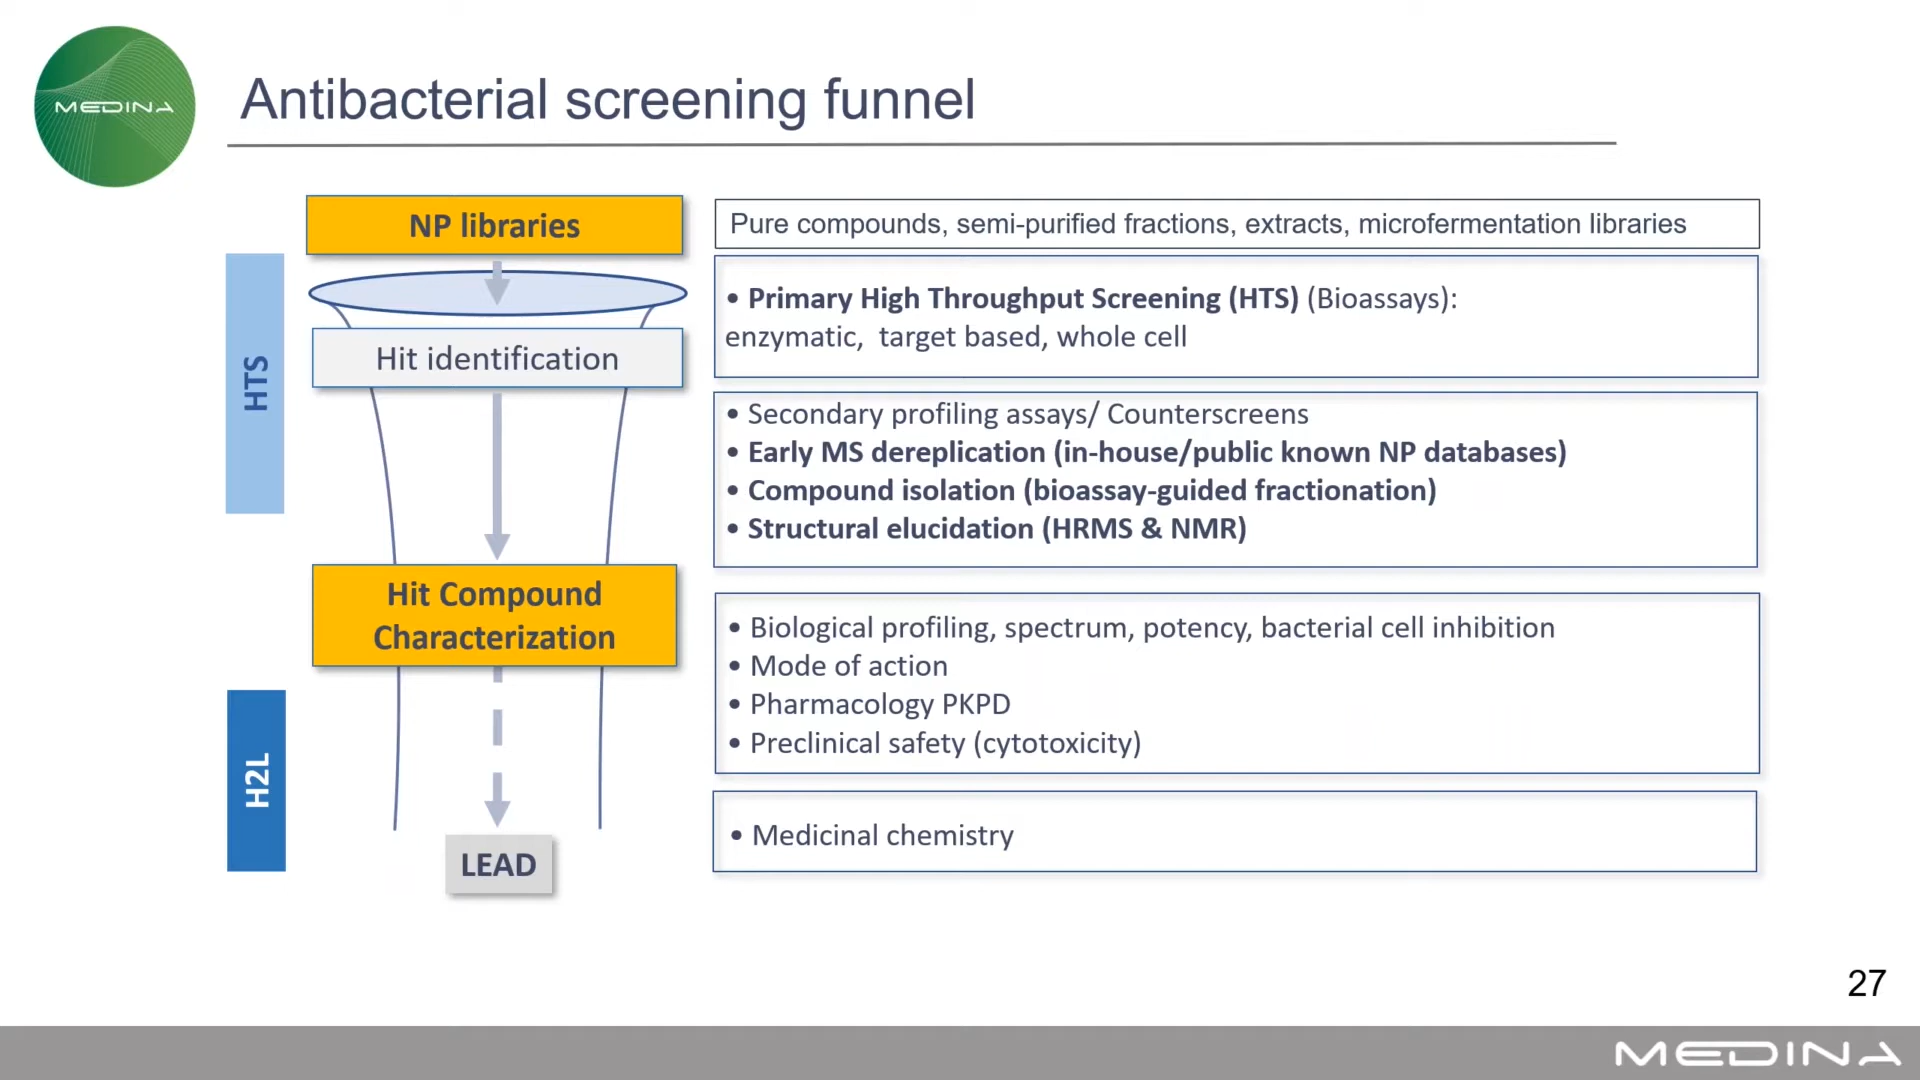 MEDINA
Antibacterial screening funnel
NP libraries
Pure compounds, semi-purified fractions, extracts, microfermentation libraries
HTS
Hit identification
• Primary High Throughput Screening (HTS) (Bioassays):
enzymatic, target based, whole cell
• Secondary profiling assays/ Counterscreens
• Early MS dereplication (in-house/public known NP databases)
• Compound isolation (bioassay-guided fractionation)
• Structural elucidation (HRMS & NMR)
Hit Compound
Characterization
• Biological profiling, spectrum, potency, bacterial cell inhibition
• Mode of action
• Pharmacology PKPD
• Preclinical safety (cytotoxicity)
H2L
LEAD
• Medicinal chemistry
27
MEDINA